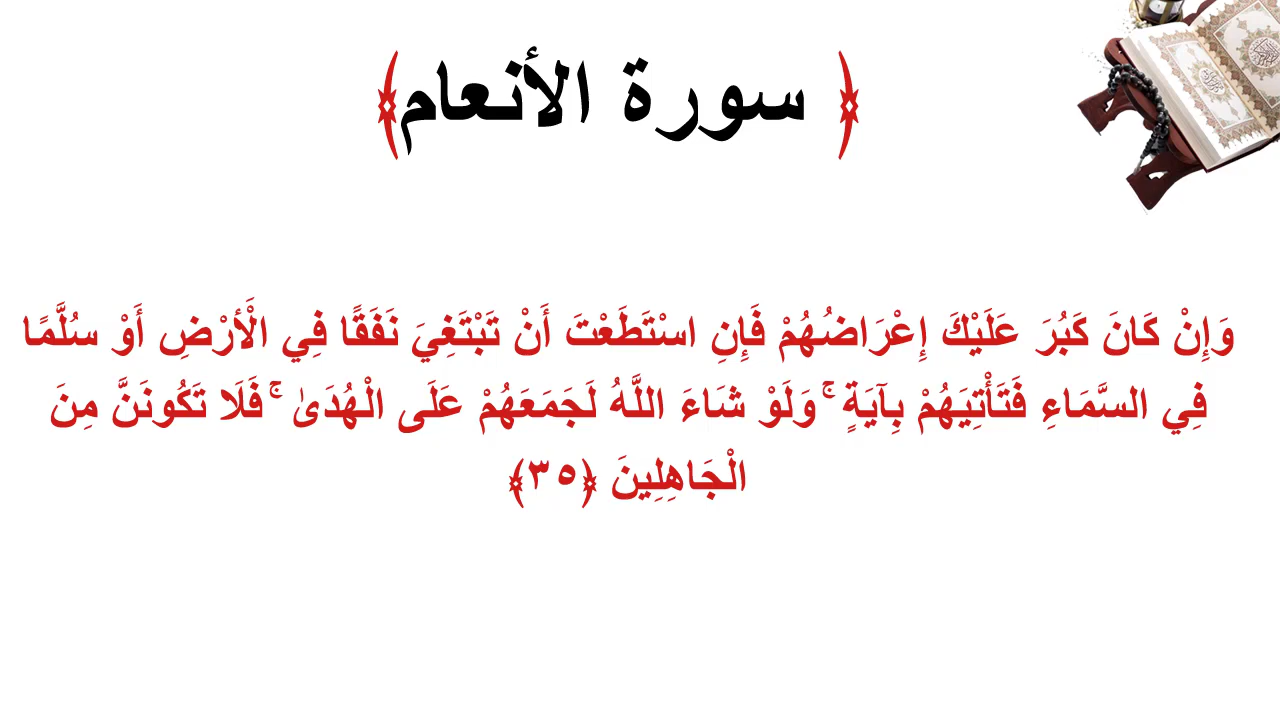 ﴿ سورة الأنعام﴾
وَإِنْ كَانَ كَبُرَ عَلَيْكَ إِعْرَاضُهُمْ فَإِنِ اسْتَطَعْتَ أَنْ تَبْتَغِيَ نَفَقًا فِي الْأَرْضِ أَوْ سُلَّمًا
فِي السَّمَاءِ فَتَأْتِيَهُمْ بِآيَةٍ ۚ وَلَوْ شَاءَ اللَّهُ لَجَمَعَهُمْ عَلَى الْهُدَىٰ ۚ فَلَا تَكُونَنَّ مِنَ
الْجَاهِلِينَ ﴿٣٥﴾